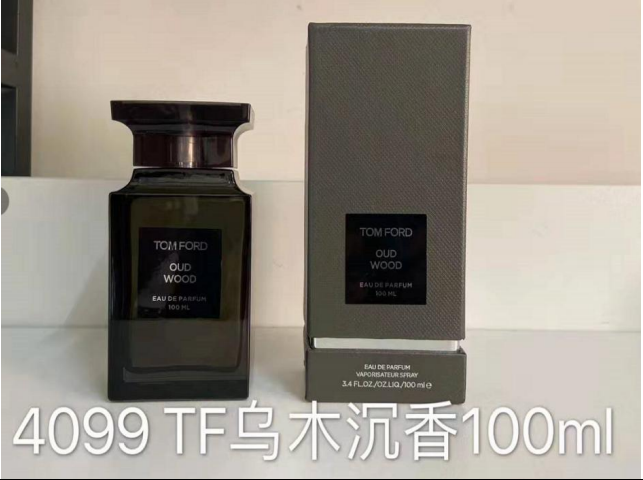 TOM FORD
OUD
WOOD
EAU DE PARFUM
100 ML
TOM FORD
OUD
WOOD
EAU DE PARFUM
100 ML
EAU DE PARFUM
VAPORISATEUR SPRAY
3.4 FL.OZ./OZ.LIQ./100 ml e
4099 TF乌木沉香100ml